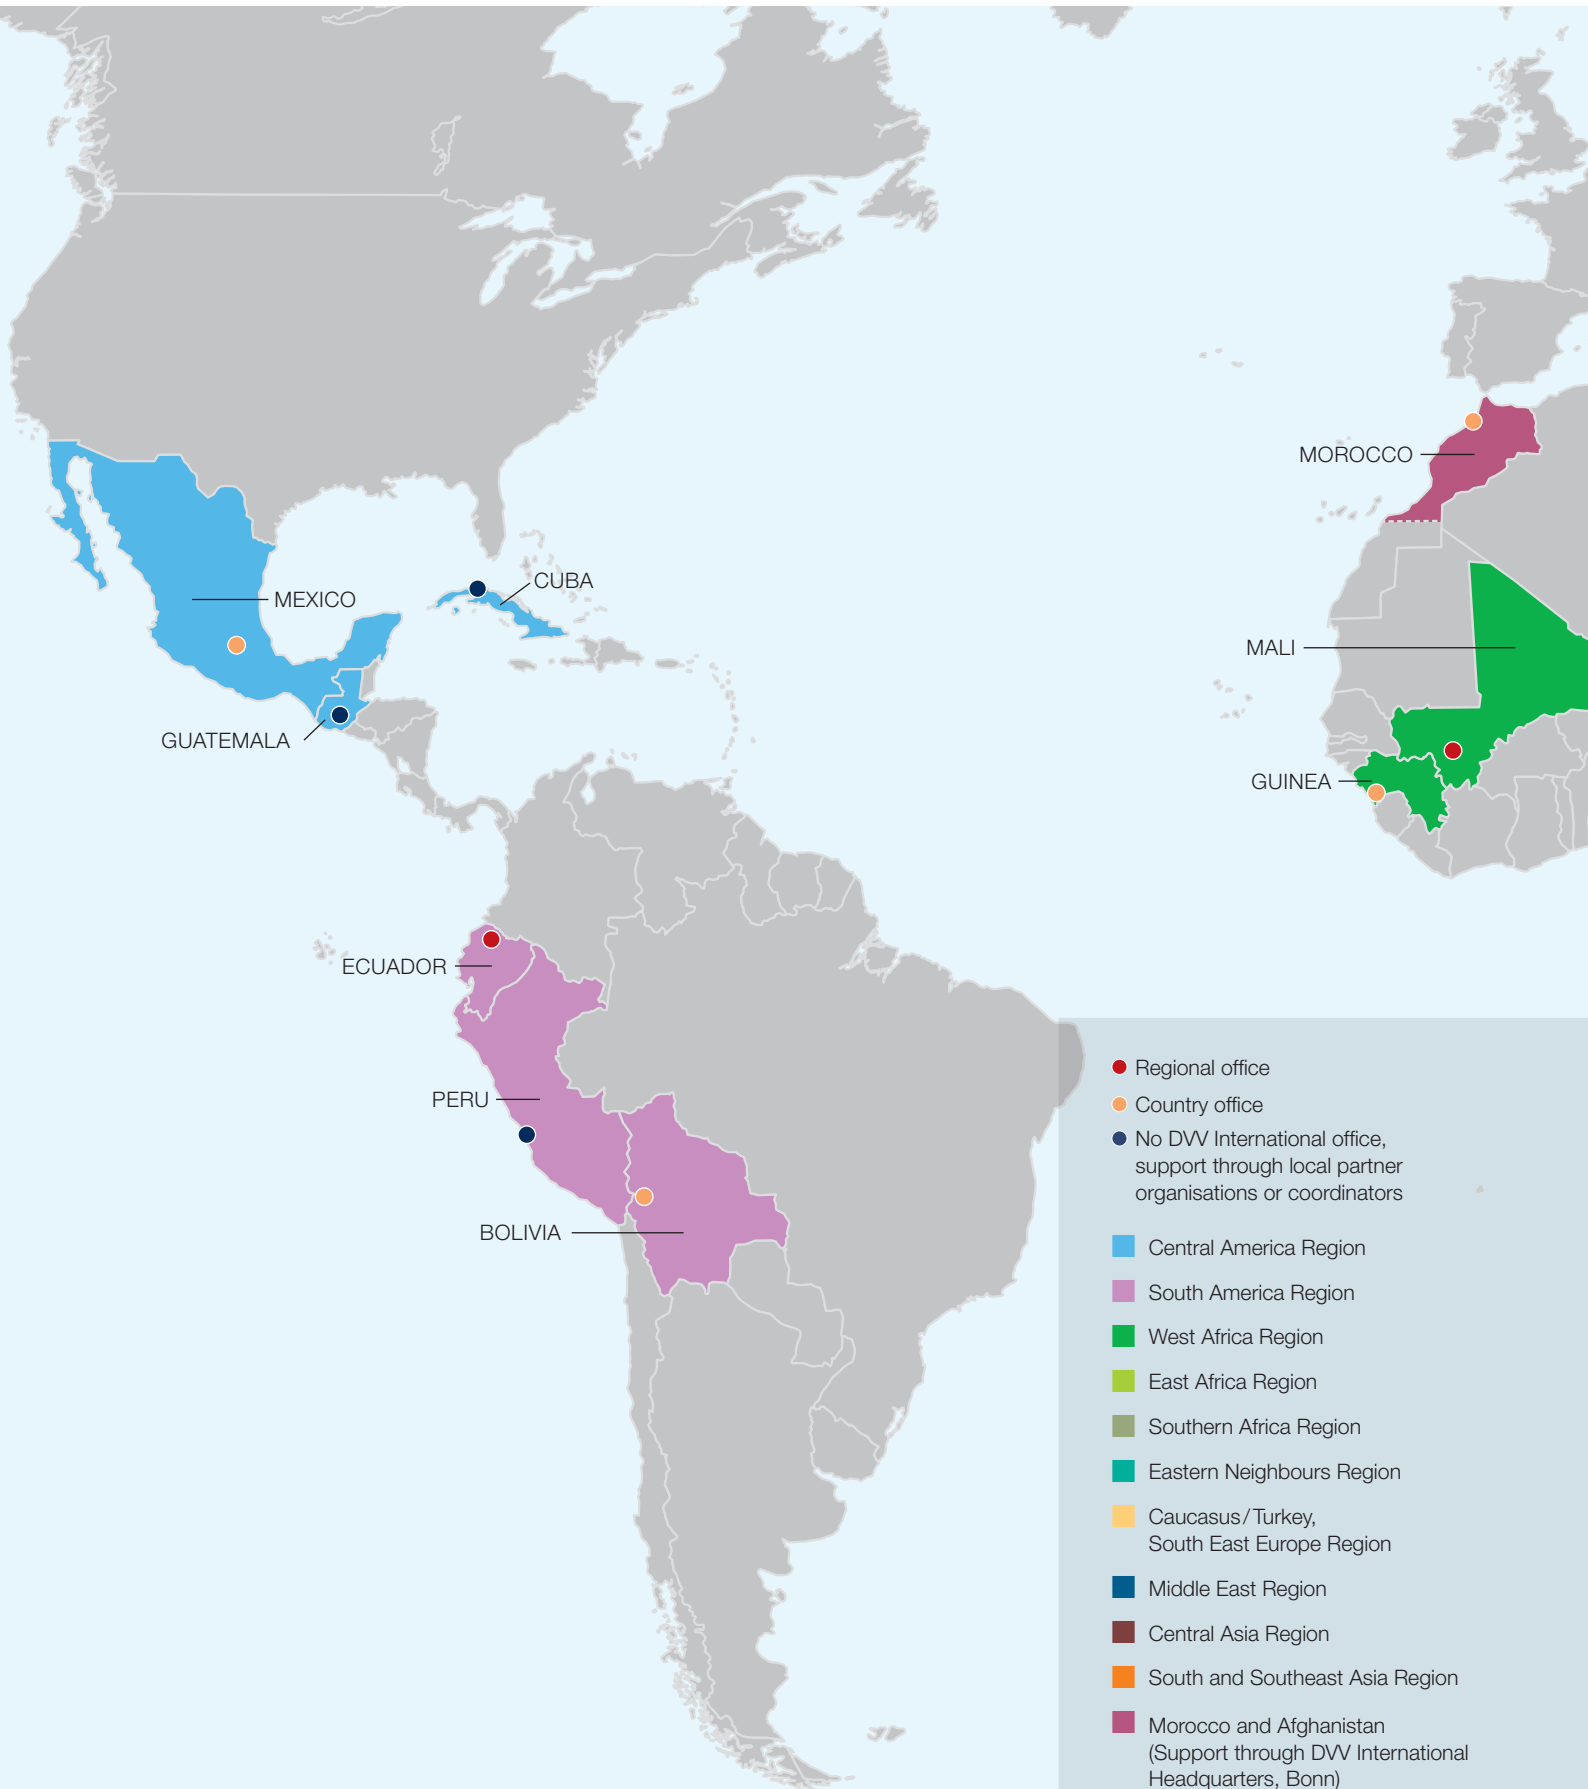 MOROCCO
CUBA
MEXICO
MALI
GUATEMALA
GUINEA
ECUADOR
PERU
BOLIVIA
Regional office
Country office
No DVV International office,
support through local partner
organisations or coordinators
Central America Region
South America Region
West Africa Region
East Africa Region
Southern Africa Region
Eastern Neighbours Region
Caucasus/Turkey,
South East Europe Region
Middle East Region
Central Asia Region
South and Southeast Asia Region
Morocco and Afghanistan
(Support through DVV International
Headquarters, Bonn)